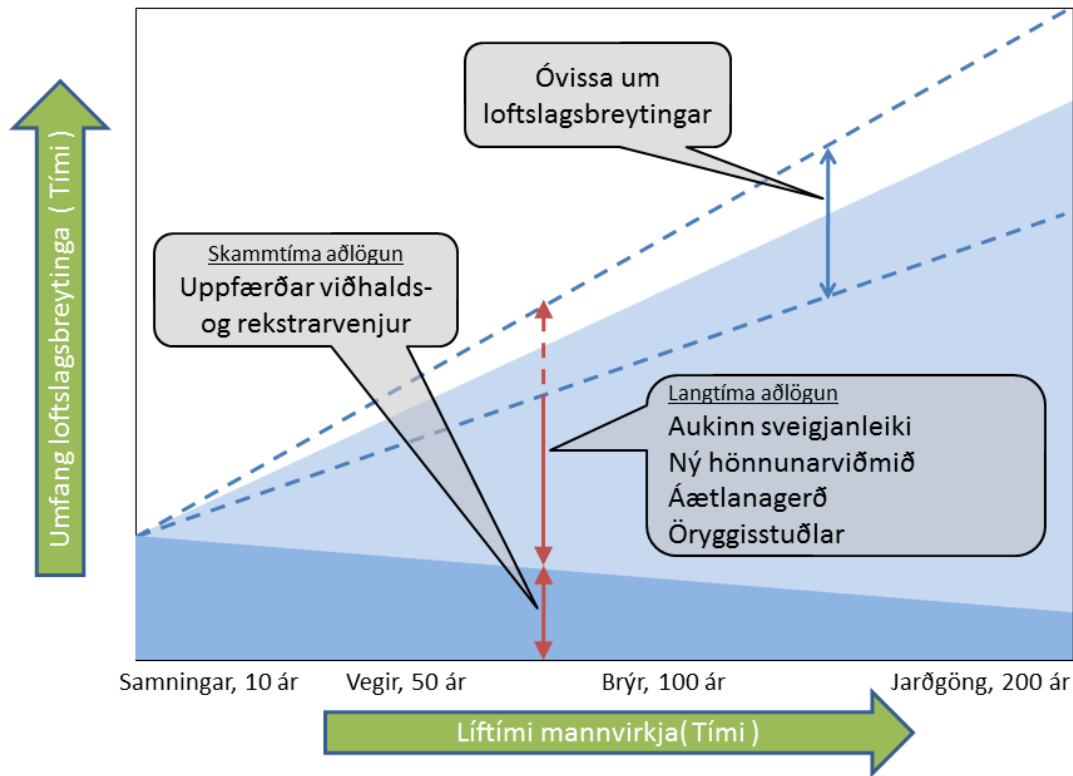 Óvissa um
loftslagsbreytingar
Umfang loftslagsbreytinga ( Tími )
Skammtíma aðlögun
Uppfærðar viðhalds-
og rekstrarvenjur
Langtíma aðlögun
Aukinn sveigjanleiki
Ný hönnunarviðmið
Áætlanagerð
Öryggisstuðlar
Samningar, 10 ár Vegir, 50 ár Brýr, 100 ár Jarðgöng, 200 ár
Líftími mannvirkja( Tími )